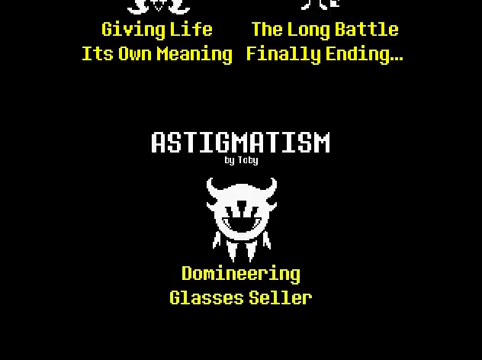 Giving Life
Its Own Meaning
The Long Battle
Finally Ending...
ASTIGMATISM
by Toby
Domineering
Glasses Seller